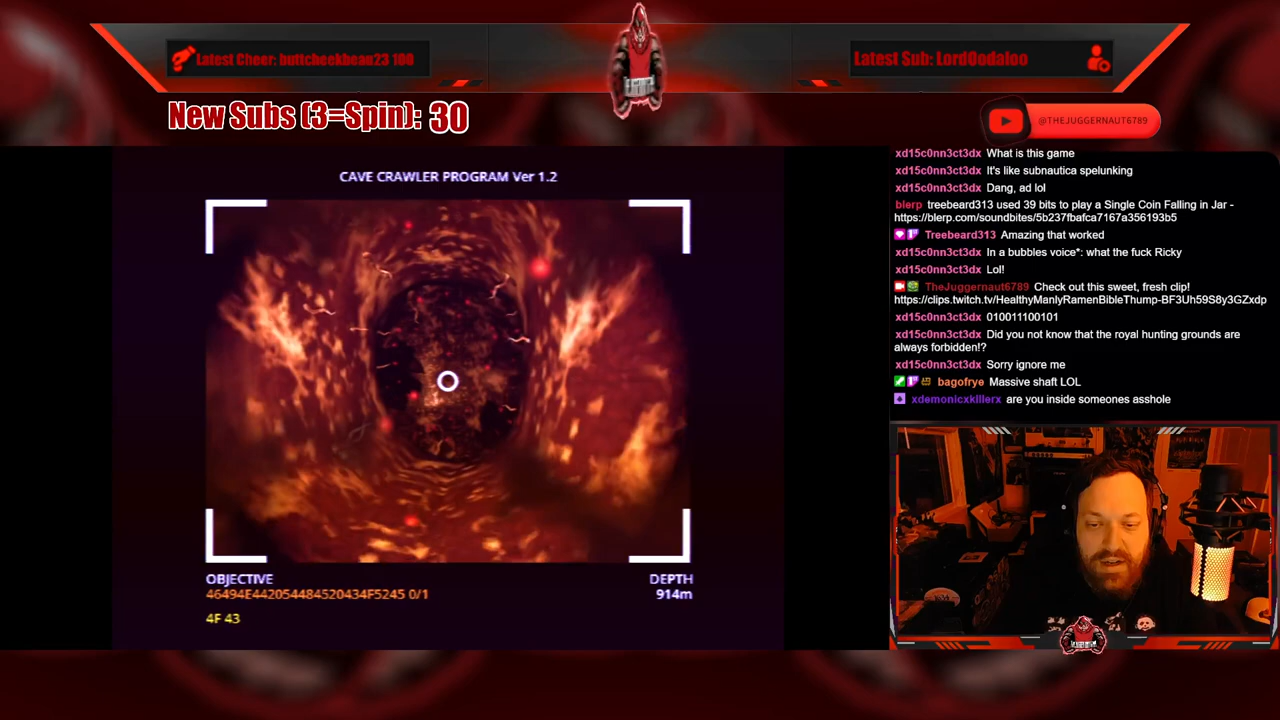 Latest Cheer: buttcheekbeau23 100
Latest Sub: LordOodaloo
New Subs (3=Spin): 30
@THEJUGGERNAUT6789
CAVE CRAWLER PROGRAM Ver 1.2
OBJECTIVE
46494E442054484520434F5245 0/1
4F 43
DEPTH
914m
xd15c0nn3ct3dx What is this game
xd15c0nn3ct3dx It's like subnautica spelunking
xd15c0nn3ct3dx Dang, ad lol
blerp treebeard313 used 39 bits to play a Single Coin Falling in Jar -
https://blerp.com/soundbites/5b237fbafca7167a356193b5
Treebeard313 Amazing that worked
xd15c0nn3ct3dx In a bubbles voice*: what the fuck Ricky
xd15c0nn3ct3dx Lol!
TheJuggernaut6789 Check out this sweet, fresh clip!
https://clips.twitch.tv/HealthyManlyRamenBibleThump-BF3Uh59S8y3GZxdp
xd15c0nn3ct3dx 010011100101
xd15c0nn3ct3dx Did you not know that the royal hunting grounds are
always forbidden!?
xd15c0nn3ct3dx Sorry ignore me
bagofrye Massive shaft LOL
xdemonicxkillerx are you inside someones asshole